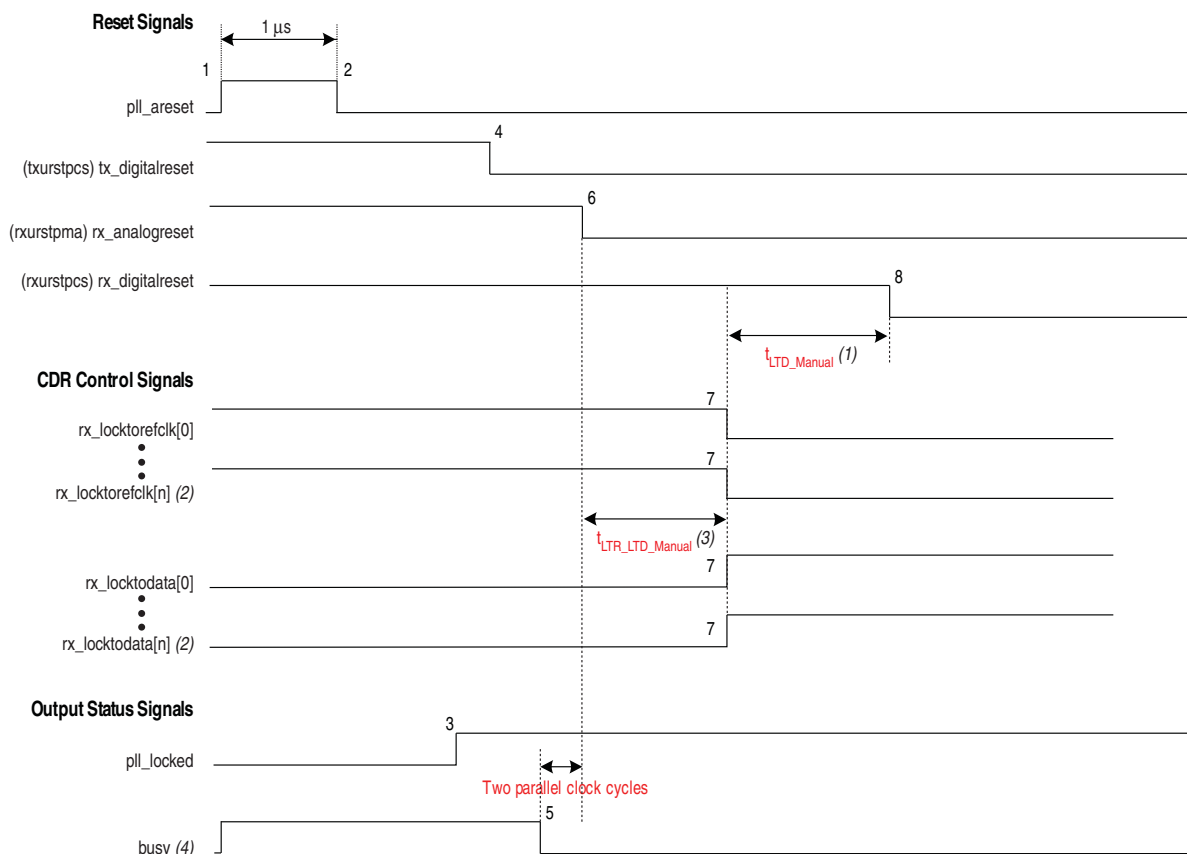 Reset Signals
1 μs
1
2
pll_areset
4
(txurstpcs) tx_digitalreset
6
(rxurstpma) rx_analogreset
(rxurstpcs) rx_digitalreset
8
tLTD_Manual (1)
CDR Control Signals
7
rx_locktorefclk[0]
7
rx_locktorefclk[n] (2)
tLTR_LTD_Manual (3)
7
rx_locktodata[0]
7
rx_locktodata[n] (2)
Output Status Signals
3
pll_locked
Two parallel clock cycles
5
busy (4)